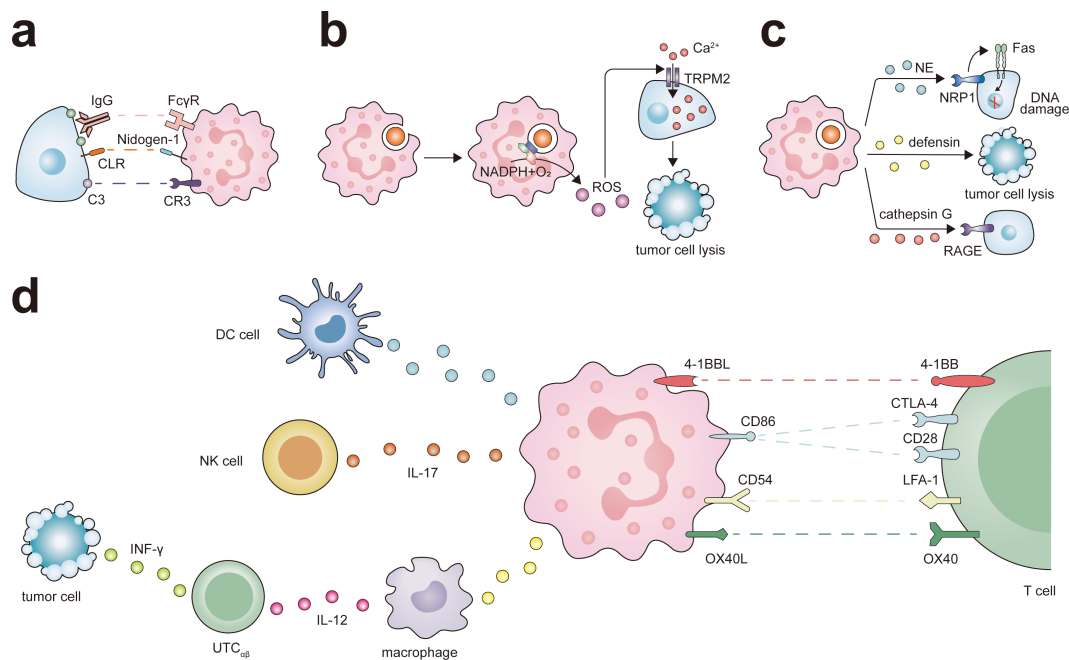 a
IgG
FcγR
Nidogen-1
CLR
C3
CR3
b
Ca²⁺
TRPM2
NADPH+O₂
ROS
tumor cell lysis
c
NE
Fas
NRP1
DNA
damage
defensin
tumor cell lysis
cathepsin G
RAGE
d
DC cell
NK cell
IL-17
tumor cell
INF-γ
UTCαβ
IL-12
macrophage
4-1BBL
4-1BB
CD86
CTLA-4
CD28
CD54
LFA-1
OX40L
OX40
T cell